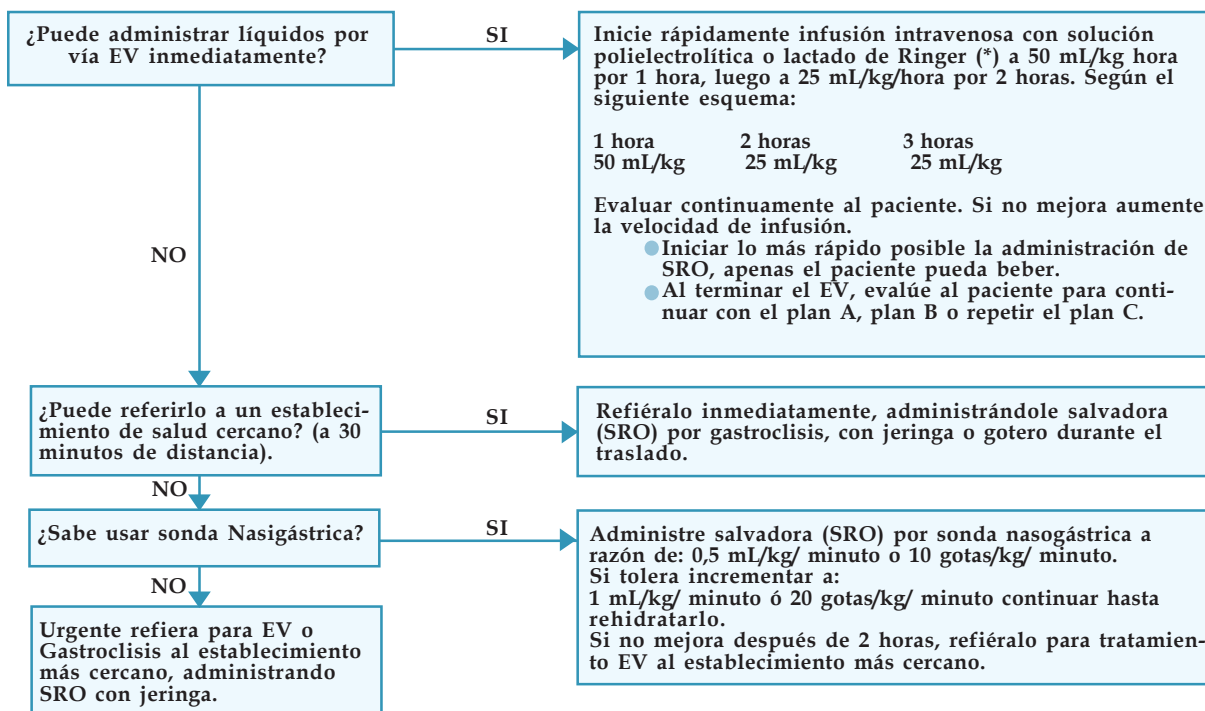 ¿Puede administrar líquidos por
vía EV inmediatamente?
SI
Inicie rápidamente infusión intravenosa con solución
polielectrolítica o lactado de Ringer (*) a 50 mL/kg hora
por 1 hora, luego a 25 mL/kg/hora por 2 horas. Según el
siguiente esquema:
1 hora 2 horas 3 horas
50 mL/kg 25 mL/kg 25 mL/kg
Evaluar continuamente al paciente. Si no mejora aumente
la velocidad de infusión.
Iniciar lo más rápido posible la administración de
SRO, apenas el paciente pueda beber.
Al terminar el EV, evalúe al paciente para conti-
nuar con el plan A, plan B o repetir el plan C.
NO
¿Puede referirlo a un estableci-
miento de salud cercano? (a 30
minutos de distancia).
SI
Refiéralo inmediatamente, administrándole salvadora
(SRO) por gastroclisis, con jeringa o gotero durante el
traslado.
NO
¿Sabe usar sonda Nasigástrica?
SI
Administre salvadora (SRO) por sonda nasogástrica a
razón de: 0,5 mL/kg/ minuto o 10 gotas/kg/ minuto.
Si tolera incrementar a:
1 mL/kg/ minuto ó 20 gotas/kg/ minuto continuar hasta
rehidratarlo.
Si no mejora después de 2 horas, refiéralo para tratamien-
to EV al establecimiento más cercano.
NO
Urgente refiera para EV o
Gastroclisis al establecimiento
más cercano, administrando
SRO con jeringa.